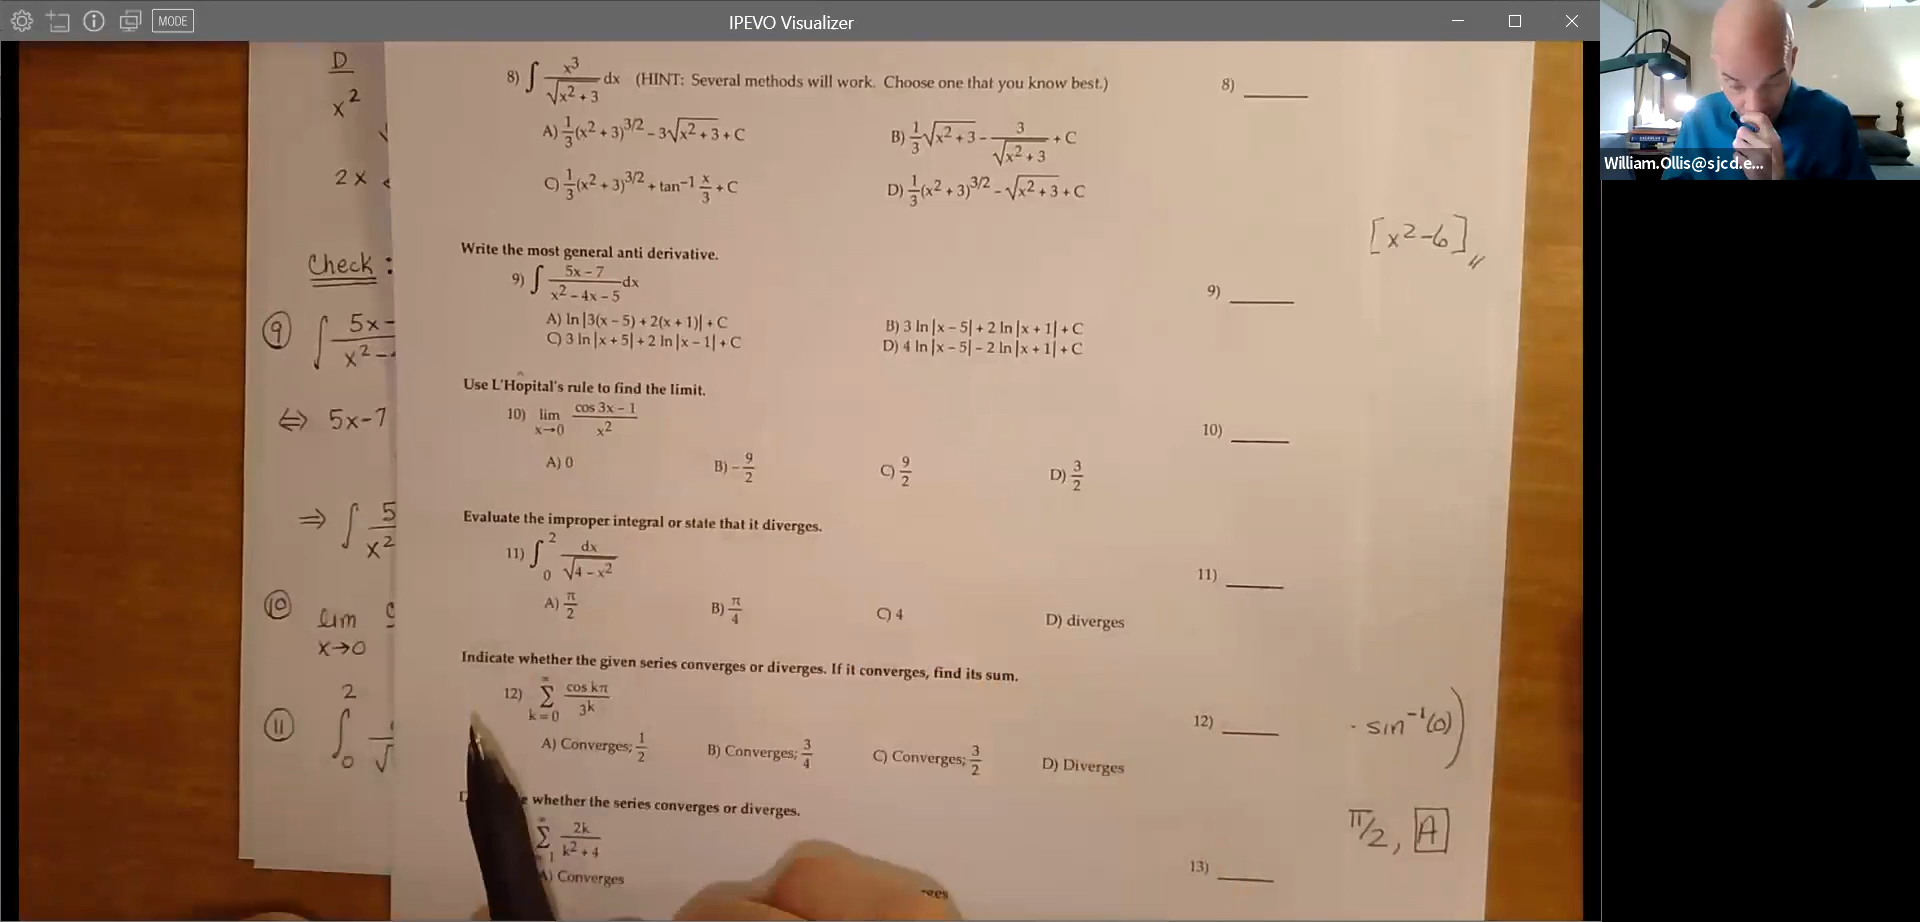 MODE
IPEVO Visualizer
William.Ollis@sjcd.e...
D
x²
2x
Check:
⑨ ∫ 5x-
x² -
⇔ 5x-7
⇒ ∫ 5
x²
⑩ lim
x→0
⑪ ∫₀²
8) ∫ x³/√(x² + 3) dx (HINT: Several methods will work. Choose one that you know best.)
8) ______
A) 1/3(x² + 3)^3/2 - 3√(x² + 3) + C
B) 1/3√(x² + 3) - 3/√(x² + 3) + C
C) 1/3(x² + 3)^3/2 + tan⁻¹ x/3 + C
D) 1/3(x² + 3)^3/2 - √(x² + 3) + C
[x²-6]
Write the most general anti derivative.
9) ∫ (5x - 7)/(x² - 4x - 5) dx
9) ______
A) ln|3(x - 5) + 2(x + 1)| + C
B) 3 ln|x - 5| + 2 ln|x + 1| + C
C) 3 ln|x + 5| + 2 ln|x - 1| + C
D) 4 ln|x - 5| - 2 ln|x + 1| + C
Use L'Hôpital's rule to find the limit.
10) lim x→0 (cos 3x - 1)/x²
10) ______
A) 0
B) -9/2
C) 9/2
D) 3/2
Evaluate the improper integral or state that it diverges.
11) ∫₀² dx/√(4 - x²)
11) ______
A) π/2
B) π/4
C) 4
D) diverges
Indicate whether the given series converges or diverges. If it converges, find its sum.
12) ∞ Σ k=0 cos kπ/3^k
12) ______
A) Converges; 1/2
B) Converges; 3/4
C) Converges; 3/2
D) Diverges
- sin⁻¹(0))
π/2, A
whether the series converges or diverges.
∞ Σ 1 2k/(k² + 4)
13) ______
A) Converges